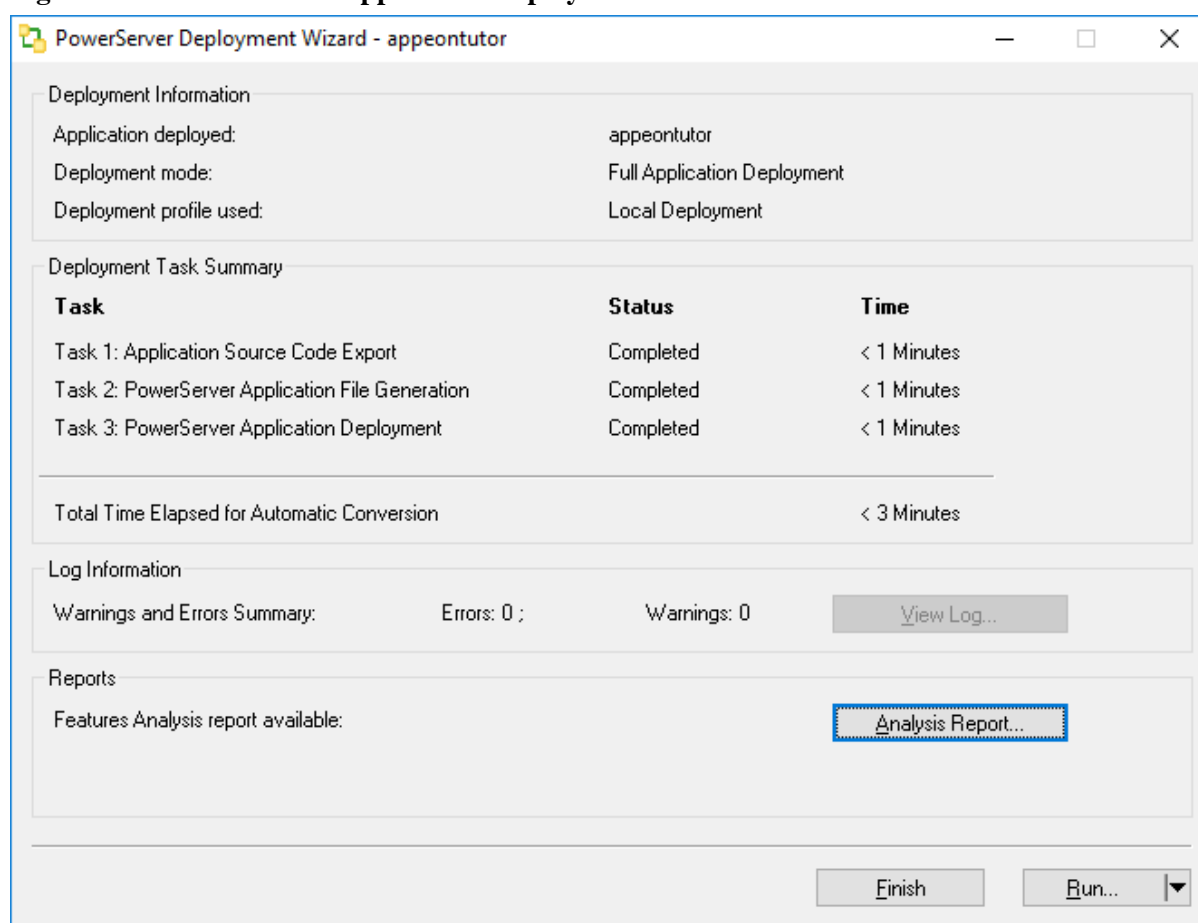 PowerServer Deployment Wizard - appeontutor
Deployment Information
Application deployed: appeontutor
Deployment mode: Full Application Deployment
Deployment profile used: Local Deployment
Deployment Task Summary
Task Status Time
Task 1: Application Source Code Export Completed < 1 Minutes
Task 2: PowerServer Application File Generation Completed < 1 Minutes
Task 3: PowerServer Application Deployment Completed < 1 Minutes
Total Time Elapsed for Automatic Conversion < 3 Minutes
Log Information
Warnings and Errors Summary: Errors: 0 ; Warnings: 0 View Log...
Reports
Features Analysis report available: Analysis Report...
Finish Run...